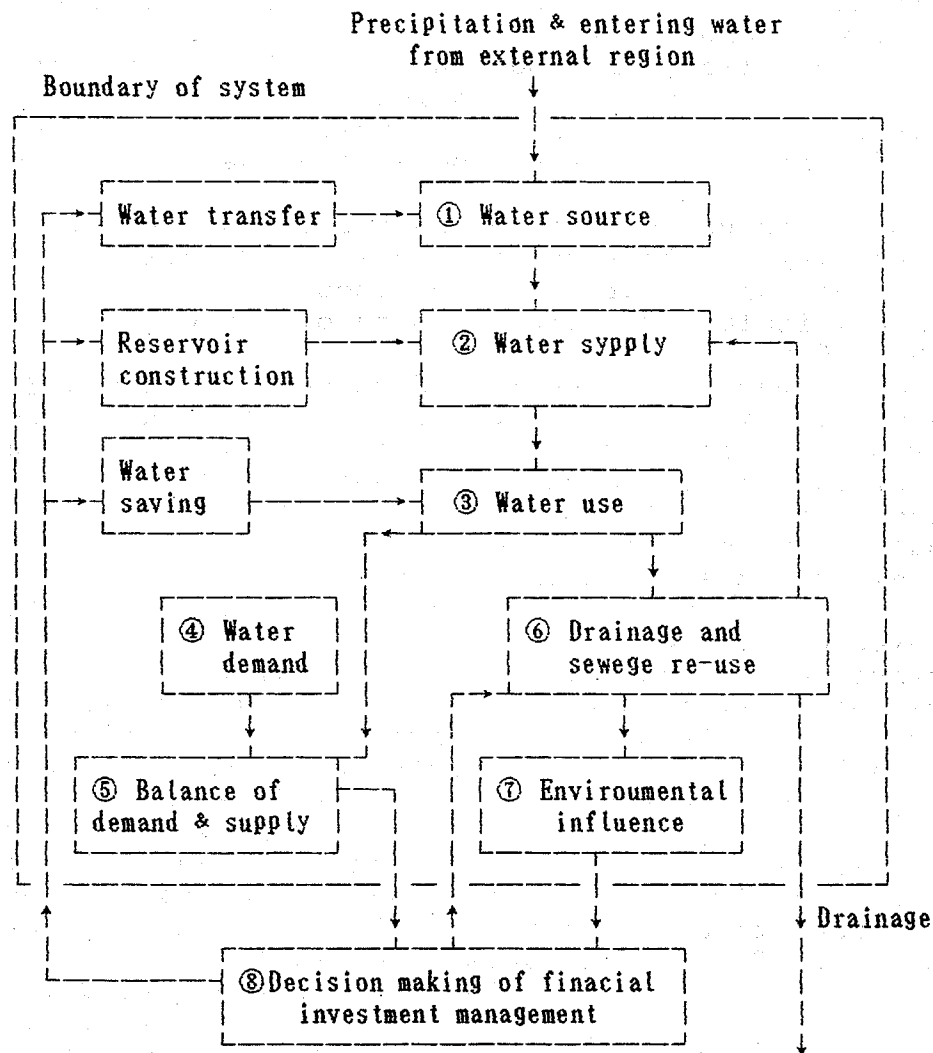 Precipitation & entering water
from external region
Boundary of system
Water transfer
① Water source
Reservoir
construction
② Water sypply
Water
saving
③ Water use
④ Water
demand
⑥ Drainage and
sewege re-use
⑤ Balance of
demand & supply
⑦ Enviroumental
influence
Drainage
⑧Decision making of finacial
investment management